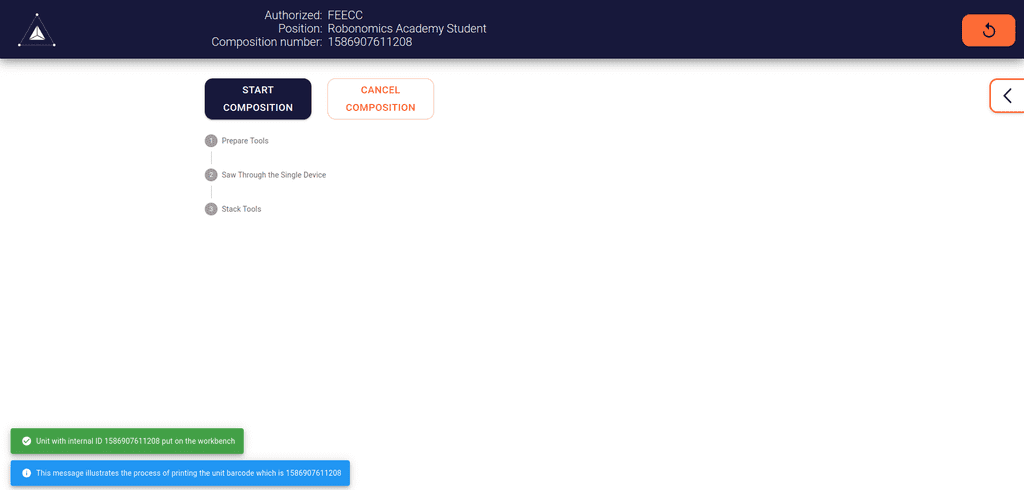 Authorized: FEECC
Position: Robonomics Academy Student
Composition number: 1586907611208
START
COMPOSITION
CANCEL
COMPOSITION
1 Prepare Tools
2 Saw Through the Single Device
3 Stack Tools
Unit with internal ID 1586907611208 put on the workbench
This message illustrates the process of printing the unit barcode which is 1586907611208